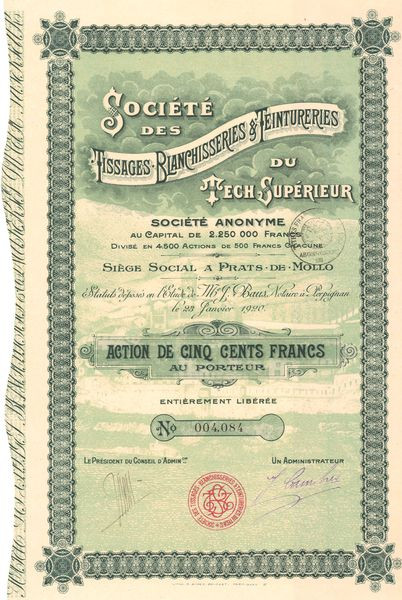 SOCIÉTÉ
DES
TISSAGES-BLANCHISSERIES & TEINTURERIES
DU
TECH SUPÉRIEUR
SOCIÉTÉ ANONYME
AU CAPITAL DE 2.250 000 FRANCS
DIVISÉ EN 4.500 ACTIONS DE 500 FRANCS CHACUNE
SIÈGE SOCIAL A PRATS-DE-MOLLO
Statuts déposés en l'Étude de Me J. Baux, Notaire à Perpignan
le 23 Janvier 1920.
ACTION DE CINQ CENTS FRANCS
AU PORTEUR
ENTIÈREMENT LIBÉRÉE
No 004,084
LE PRÉSIDENT DU CONSEIL D'ADMINon
UN ADMINISTRATEUR